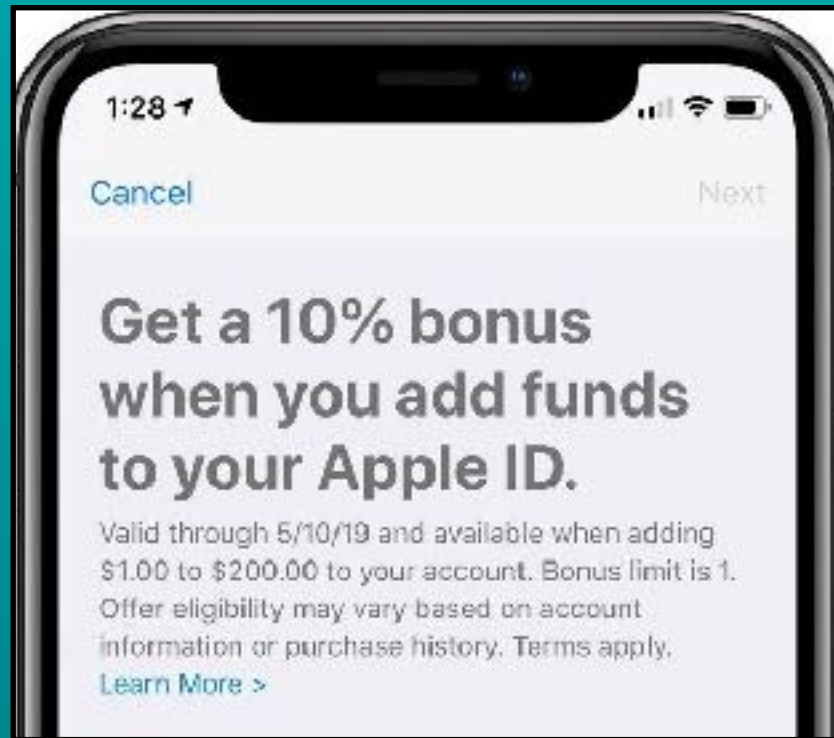 1:28
Cancel
Next
Get a 10% bonus
when you add funds
to your Apple ID.
Valid through 5/10/19 and available when adding
$1.00 to $200.00 to your account. Bonus limit is 1.
Offer eligibility may vary based on account
information or purchase history. Terms apply.
Learn More >